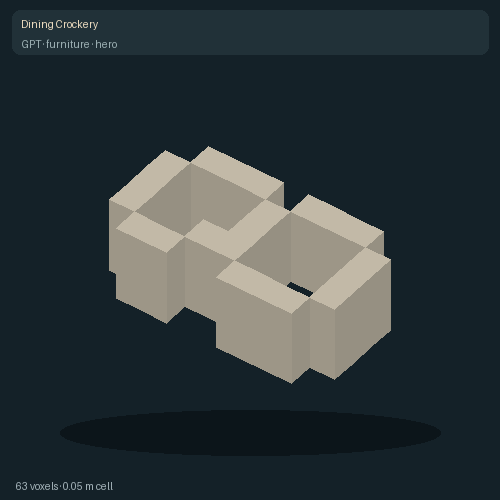 Dining Crockery
GPT · furniture · hero
63 voxels · 0.05 m cell